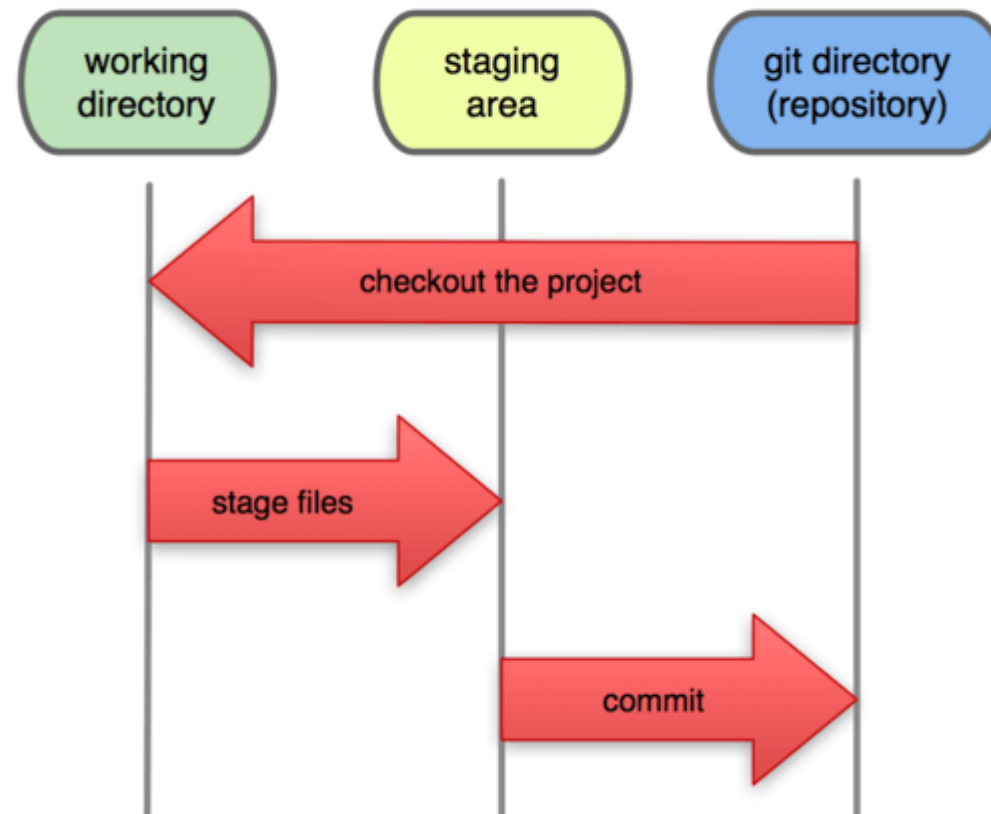 working
directory
staging
area
git directory
(repository)
checkout the project
stage files
commit